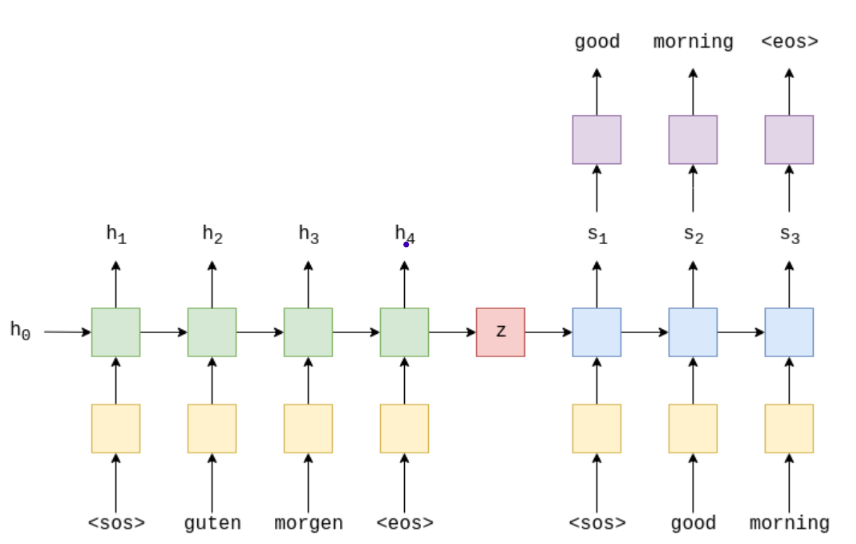 good morning <eos>
h₁ h₂ h₃ h₄ s₁ s₂ s₃
h₀ z
<sos> guten morgen <eos> <sos> good morning